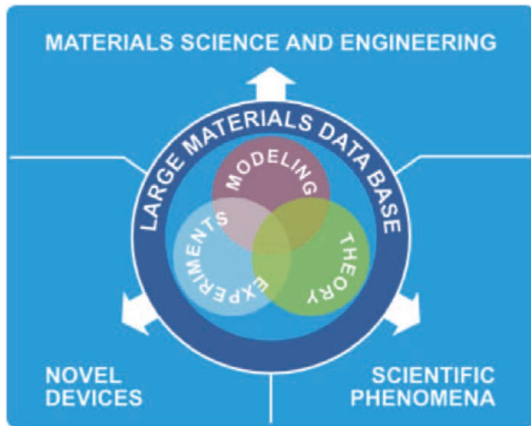 MATERIALS SCIENCE AND ENGINEERING
LARGE MATERIALS DATA BASE
MODELING
EXPERIMENTS
THEORY
NOVEL
DEVICES
SCIENTIFIC
PHENOMENA